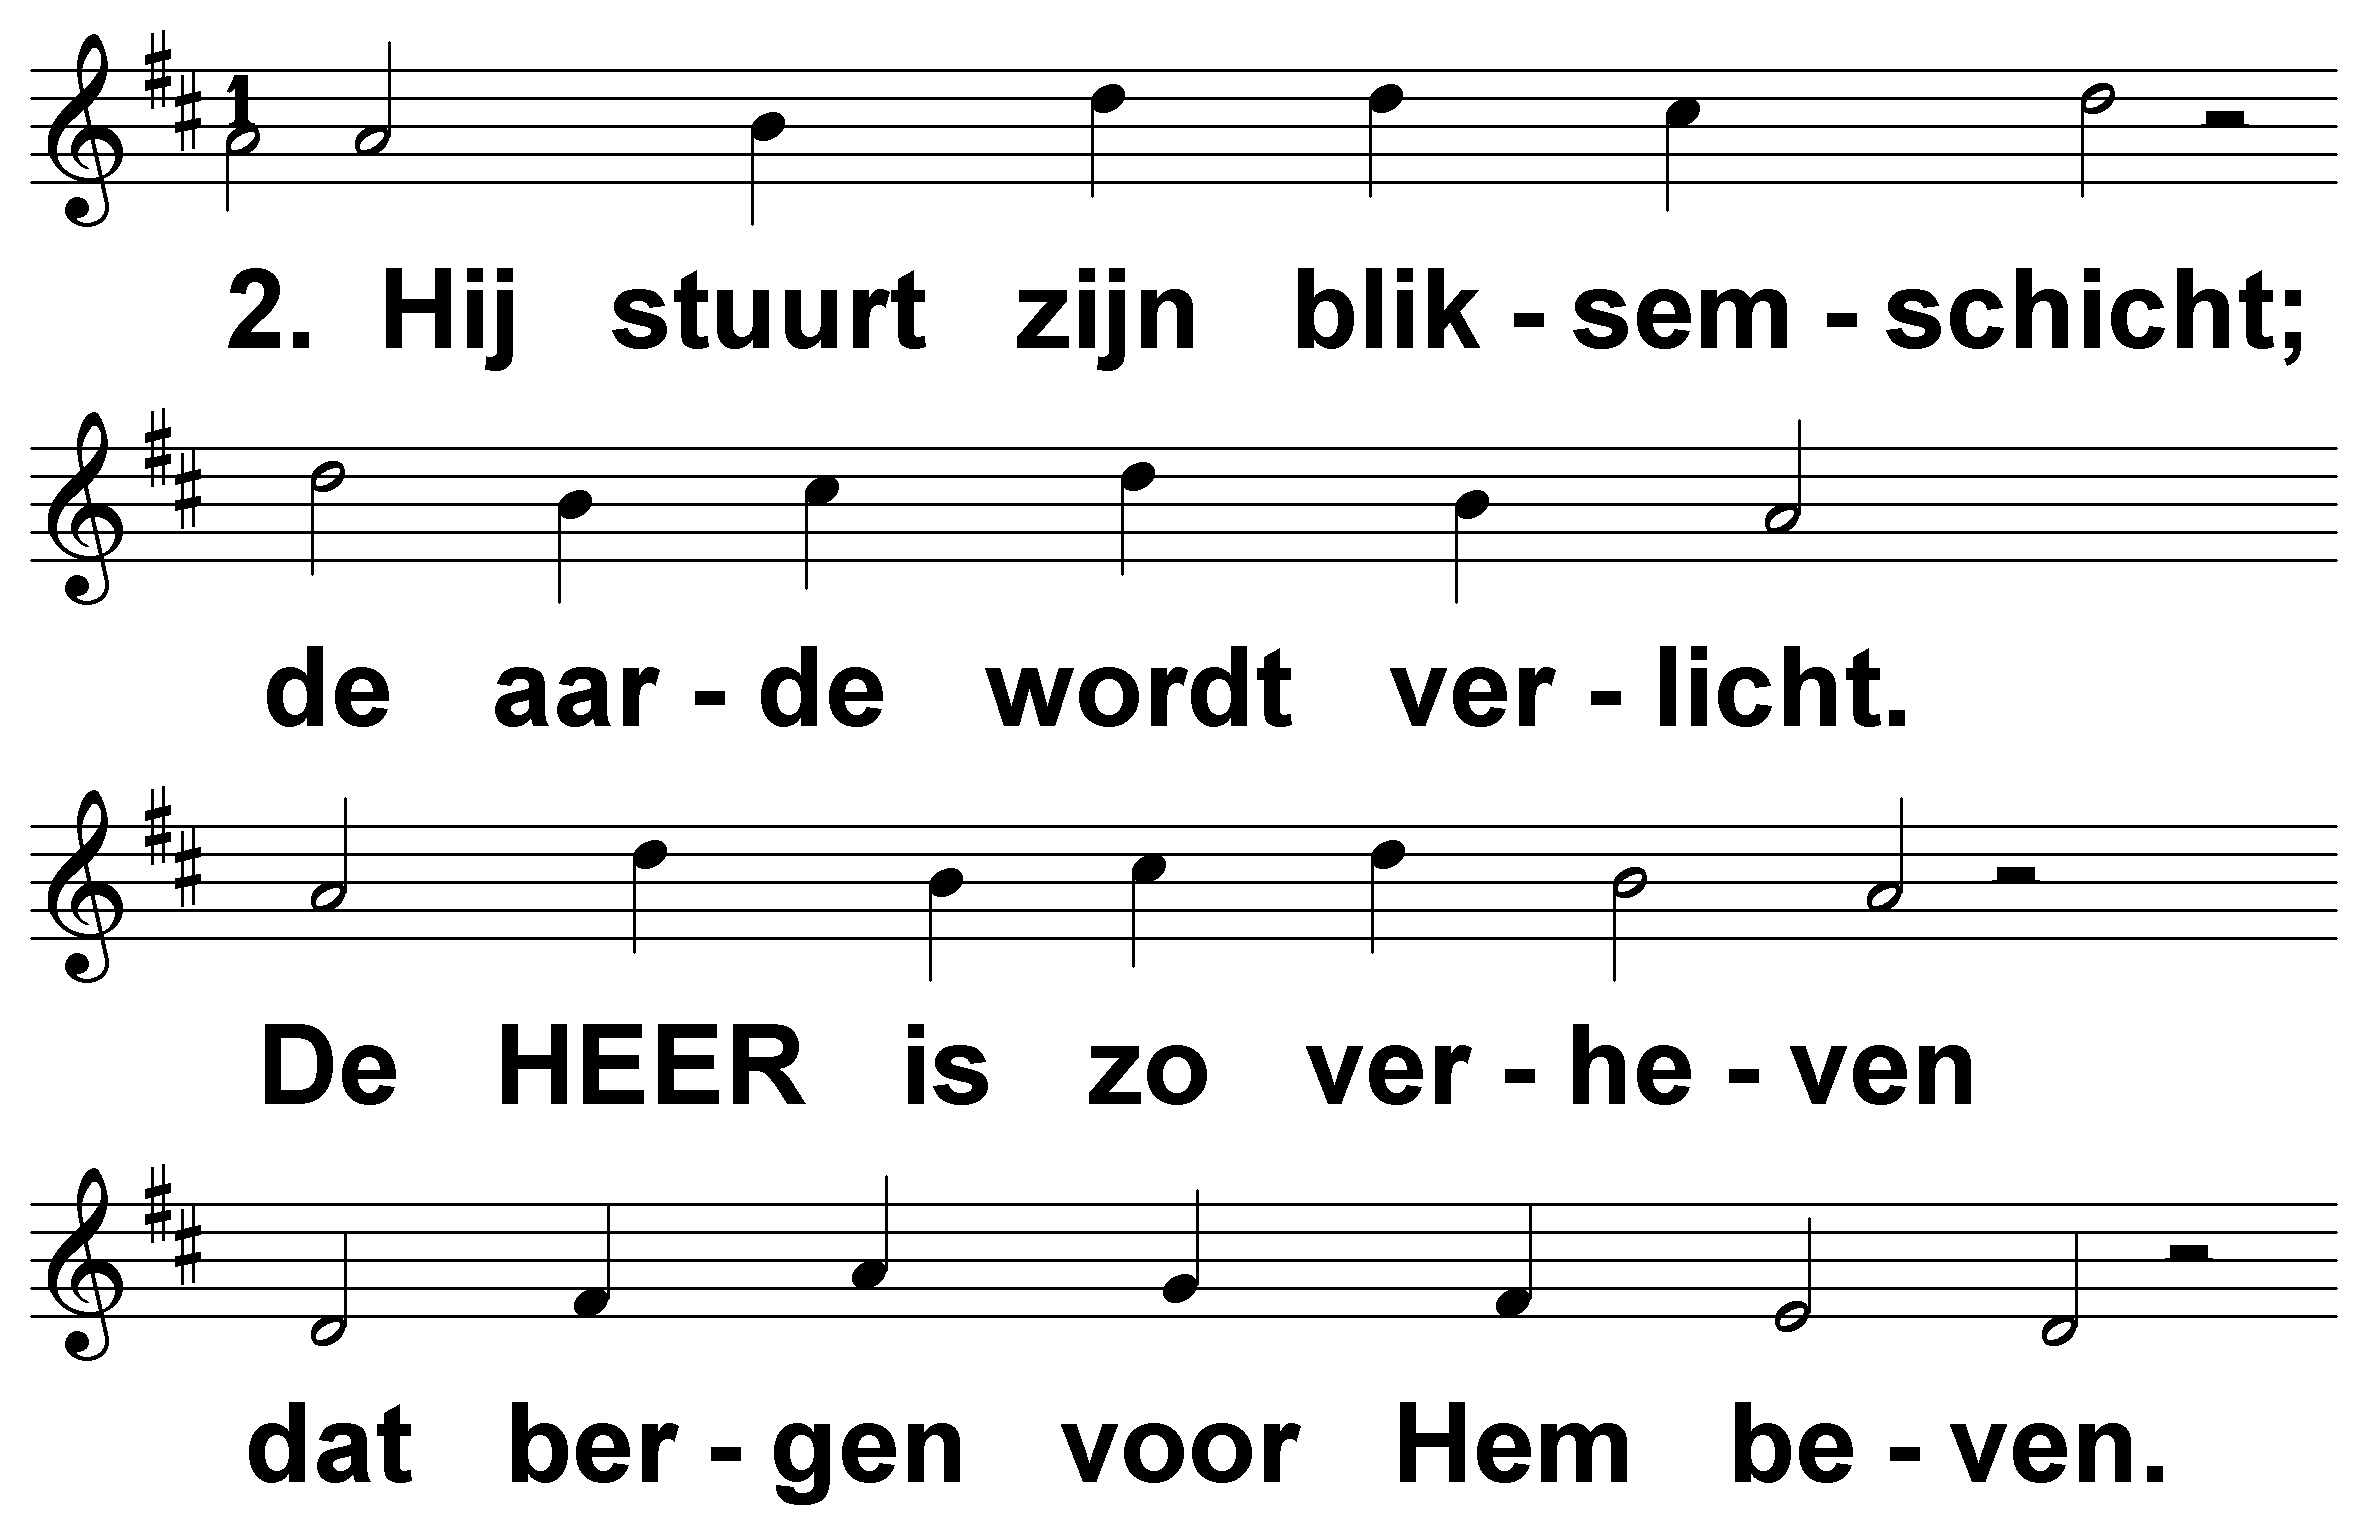 1
2. Hij stuurt zijn blik - sem - schicht;
de aar - de wordt ver - licht.
De HEER is zo ver - he - ven
dat ber - gen voor Hem be - ven.